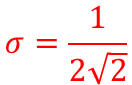 σ = 1/(2√2)